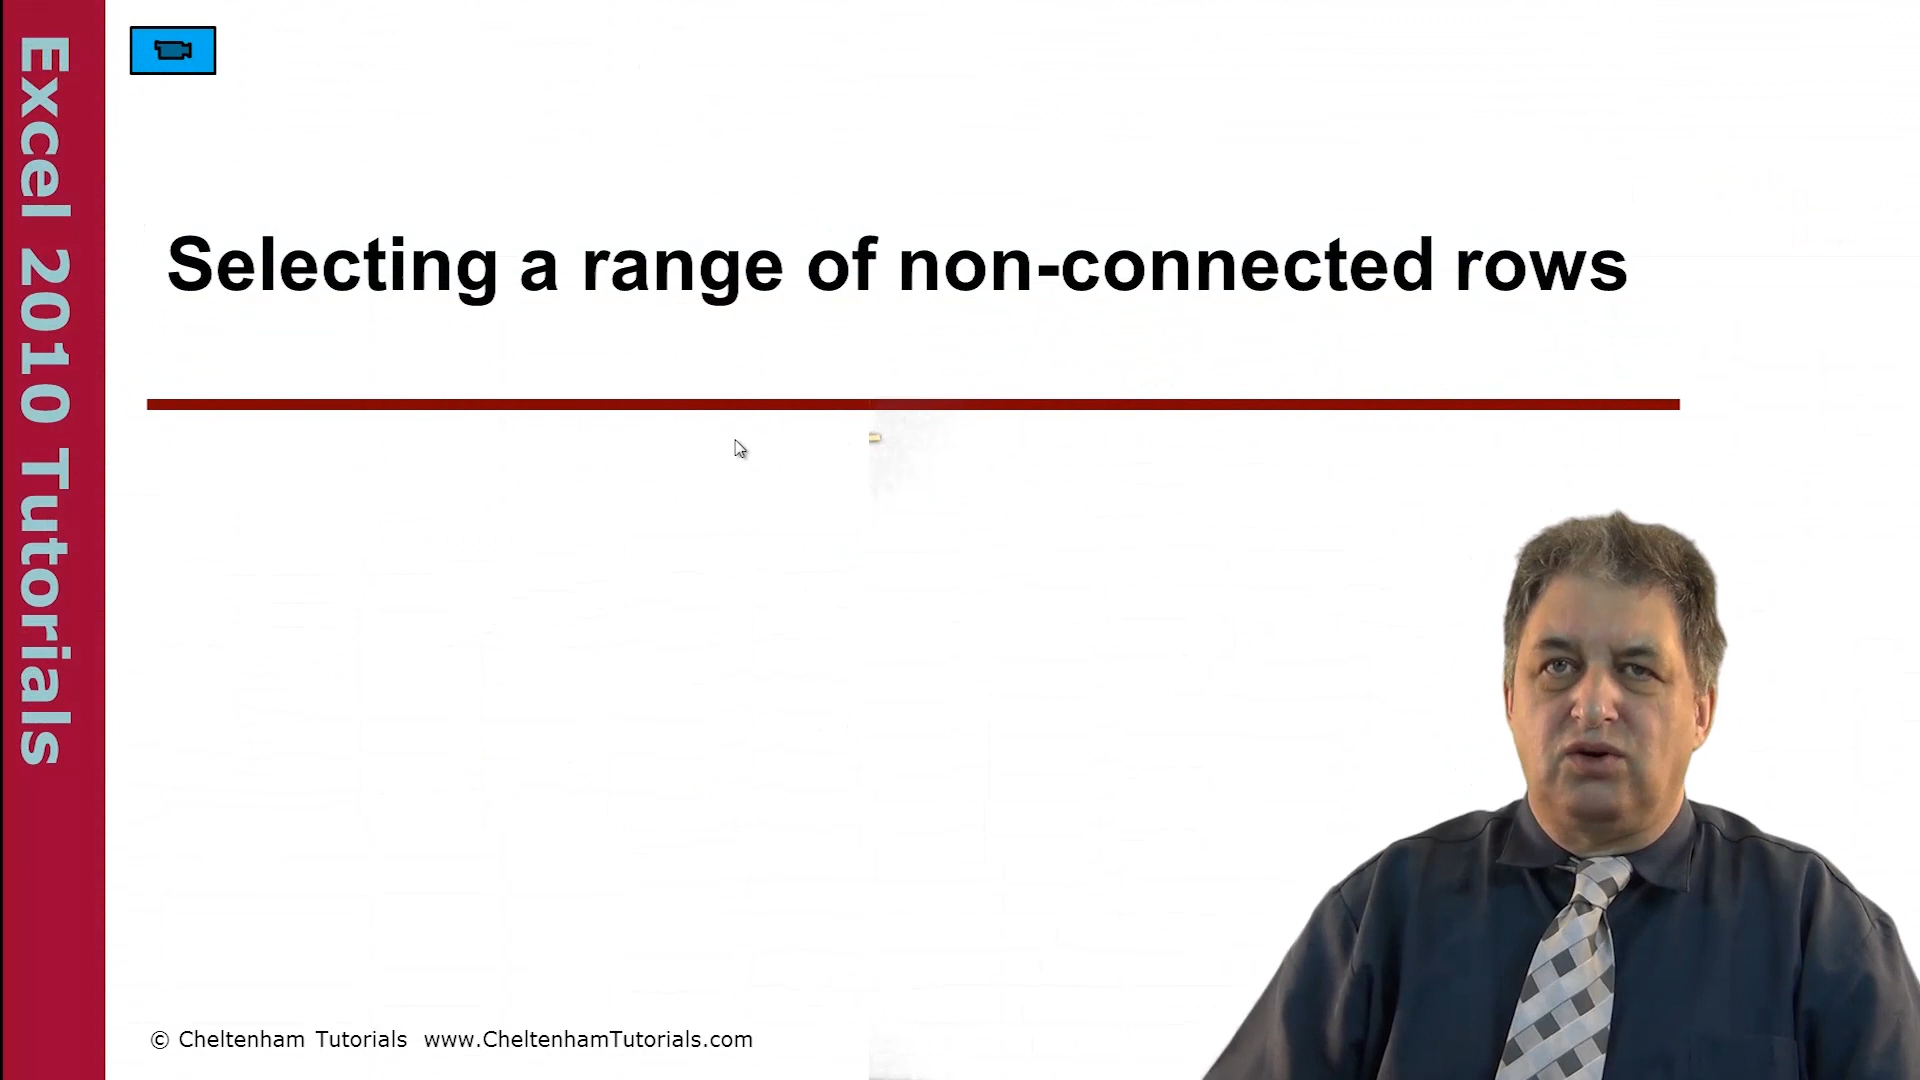 Excel 2010 Tutorials
Selecting a range of non-connected rows
© Cheltenham Tutorials www.CheltenhamTutorials.com